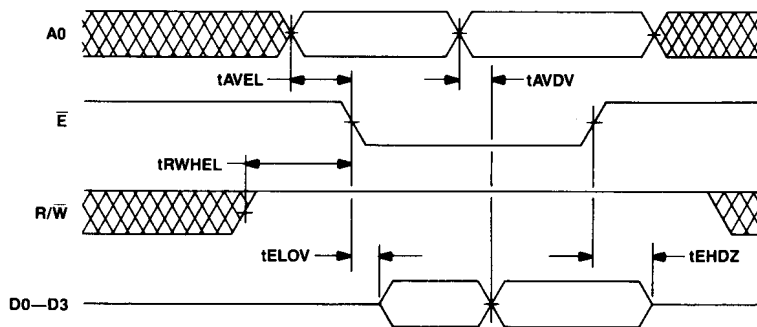 A0
tAVEL
tAVDV
E
tRWHEL
R/W
tELOV
tEHDZ
D0—D3